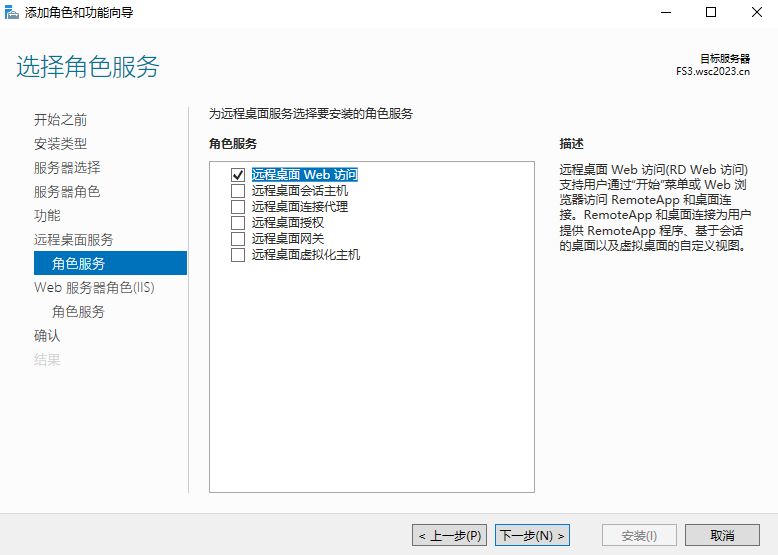 添加角色和功能向导
选择角色服务
目标服务器
FS3.wsc2023.cn
开始之前
安装类型
服务器选择
服务器角色
功能
远程桌面服务
角色服务
Web 服务器角色(IIS)
角色服务
确认
结果
为远程桌面服务选择要安装的角色服务
角色服务
远程桌面 Web 访问
远程桌面会话主机
远程桌面连接代理
远程桌面授权
远程桌面网关
远程桌面虚拟化主机
描述
远程桌面 Web 访问(RD Web 访问)
支持用户通过"开始"菜单或 Web 浏
览器访问 RemoteApp 和桌面连
接。RemoteApp 和桌面连接为用户
提供 RemoteApp 程序、基于会话
的桌面以及虚拟桌面的自定义视图。
< 上一步(P)
下一步(N) >
安装(I)
取消